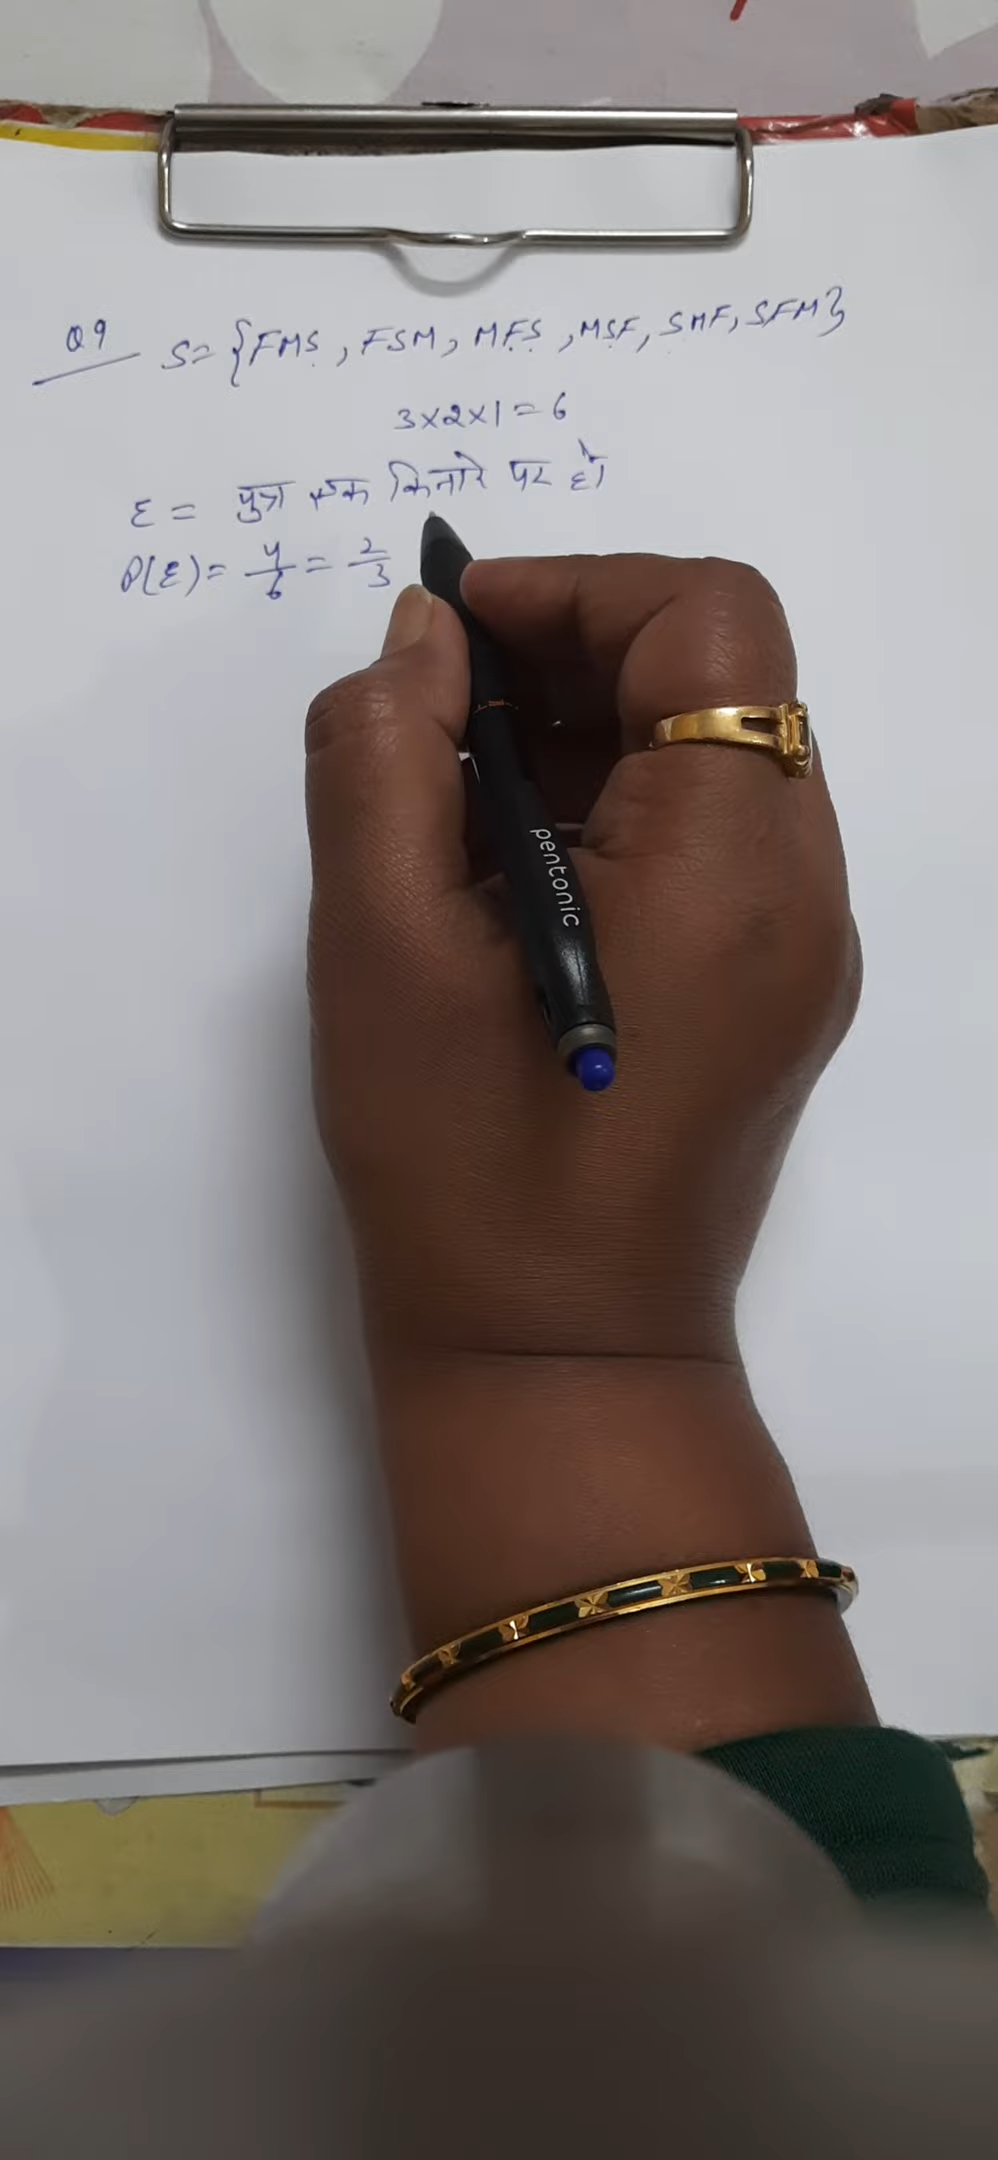 Q9 S = {FMS, FSM, MFS, MSF, SMF, SFM}
3×2×1 = 6
E = पुत्र एक किनारे पर हो
P(E) = 4/6 = 2/3
pentonic